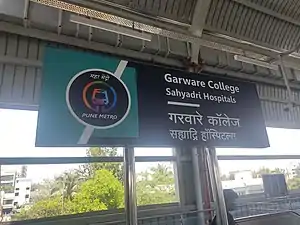 महा मेट्रो
PUNE METRO
Garware College
Sahyadri Hospitals
गरवारे कॉलेज
सह्याद्रि हॉस्पिटल्स